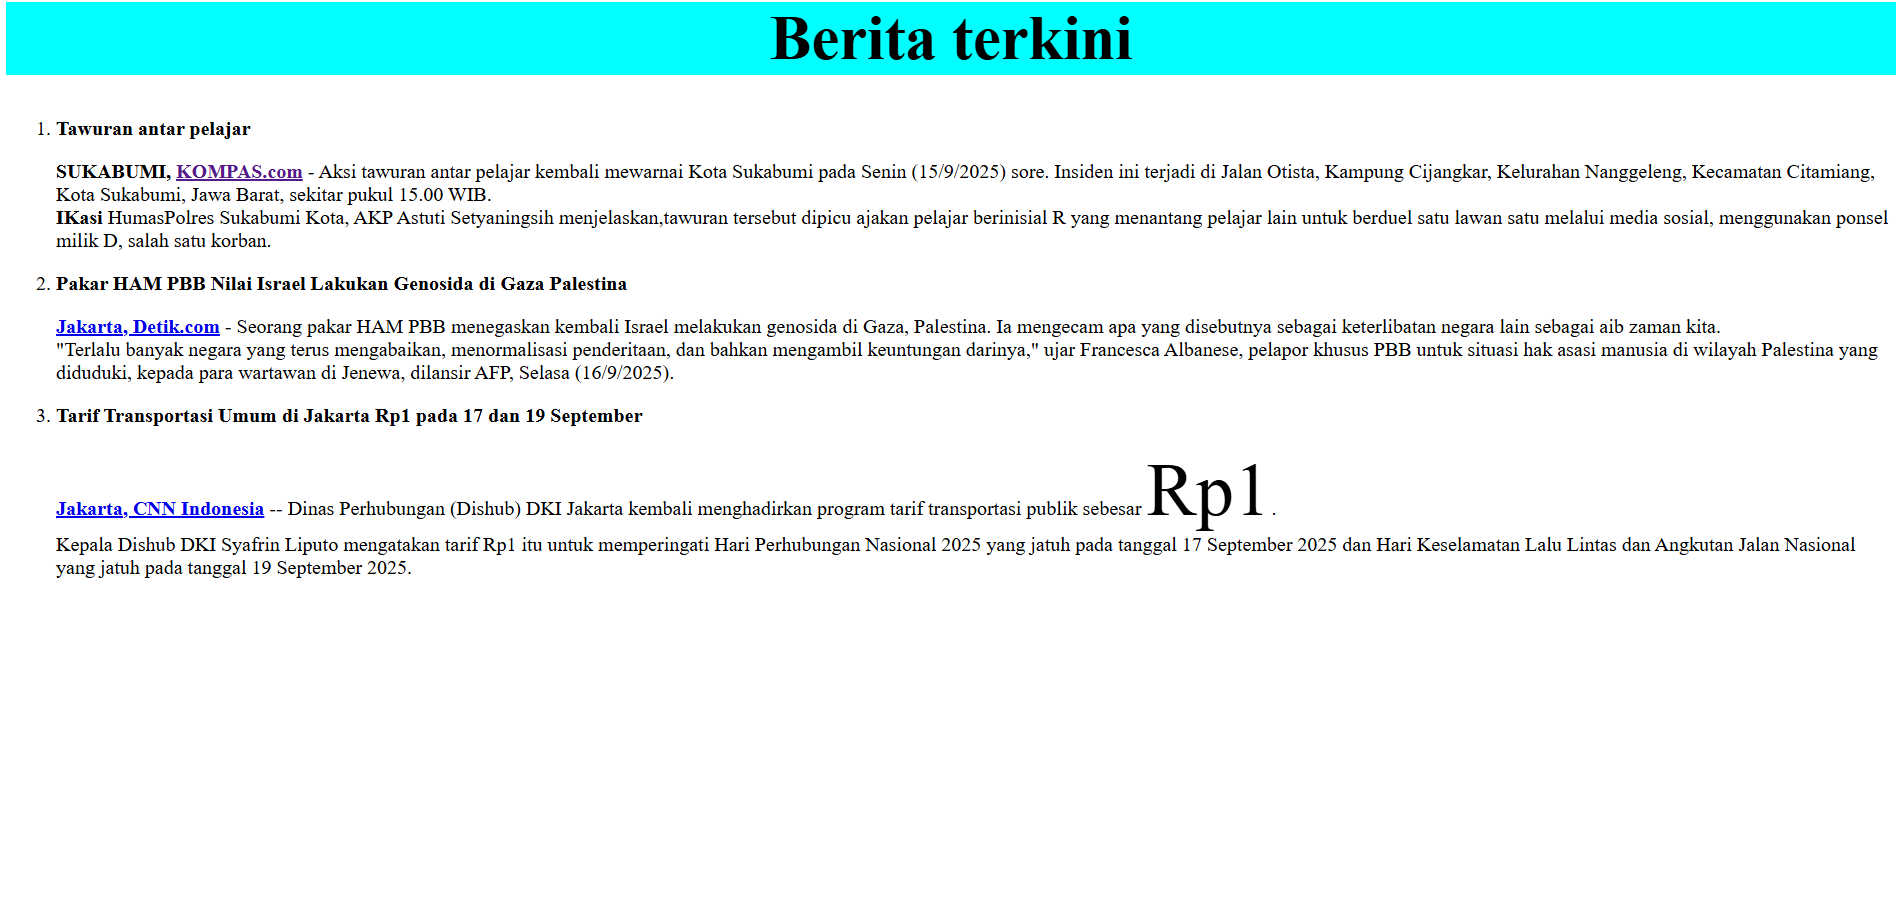 Berita terkini
1. Tawuran antar pelajar
SUKABUMI, KOMPAS.com - Aksi tawuran antar pelajar kembali mewarnai Kota Sukabumi pada Senin (15/9/2025) sore. Insiden ini terjadi di Jalan Otista, Kampung Cijangkar, Kelurahan Nanggeleng, Kecamatan Citamiang,
Kota Sukabumi, Jawa Barat, sekitar pukul 15.00 WIB.
IKasi HumasPolres Sukabumi Kota, AKP Astuti Setyaningsih menjelaskan,tawuran tersebut dipicu ajakan pelajar berinisial R yang menantang pelajar lain untuk berduel satu lawan satu melalui media sosial, menggunakan ponsel
milik D, salah satu korban.
2. Pakar HAM PBB Nilai Israel Lakukan Genosida di Gaza Palestina
Jakarta, Detik.com - Seorang pakar HAM PBB menegaskan kembali Israel melakukan genosida di Gaza, Palestina. Ia mengecam apa yang disebutnya sebagai keterlibatan negara lain sebagai aib zaman kita.
"Terlalu banyak negara yang terus mengabaikan, menormalisasi penderitaan, dan bahkan mengambil keuntungan darinya," ujar Francesca Albanese, pelapor khusus PBB untuk situasi hak asasi manusia di wilayah Palestina yang
diduduki, kepada para wartawan di Jenewa, dilansir AFP, Selasa (16/9/2025).
3. Tarif Transportasi Umum di Jakarta Rp1 pada 17 dan 19 September
Jakarta, CNN Indonesia -- Dinas Perhubungan (Dishub) DKI Jakarta kembali menghadirkan program tarif transportasi publik sebesar Rp1 .
Kepala Dishub DKI Syafrin Liputo mengatakan tarif Rp1 itu untuk memperingati Hari Perhubungan Nasional 2025 yang jatuh pada tanggal 17 September 2025 dan Hari Keselamatan Lalu Lintas dan Angkutan Jalan Nasional
yang jatuh pada tanggal 19 September 2025.